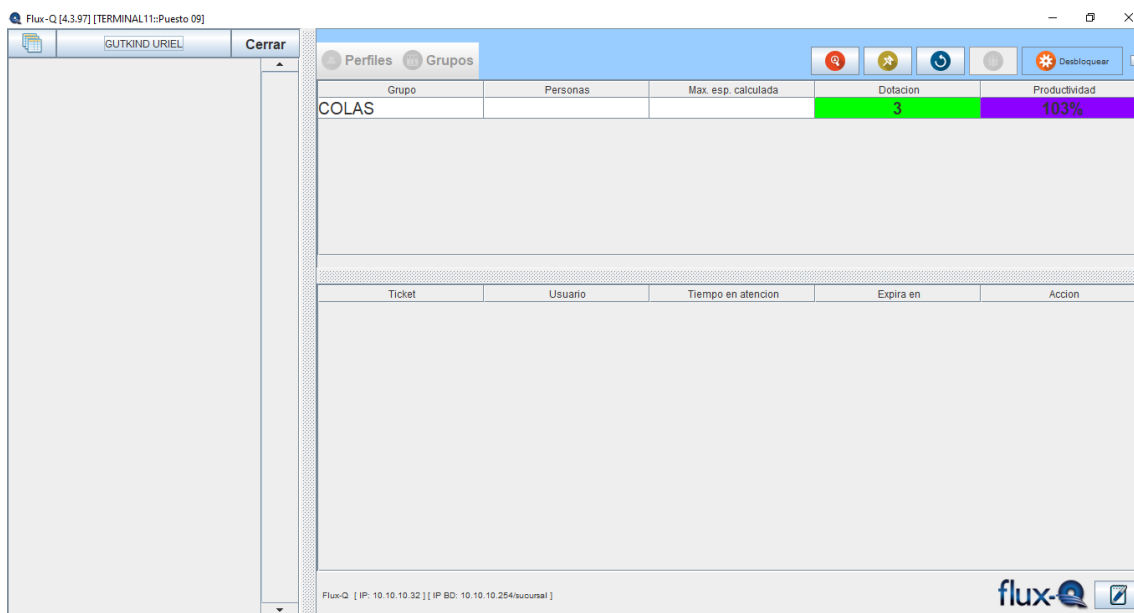 Flux-Q [4.3.97] [TERMINAL11::Puesto 09]
GUTKIND URIEL Cerrar
Perfiles Grupos Desbloquear
Grupo Personas Max. esp. calculada Dotacion Productividad
COLAS 3 103%
Ticket Usuario Tiempo en atencion Expira en Accion
Flux-Q [ IP: 10.10.10.32 ] [ IP BD: 10.10.10.254/sucursal ]
flux-Q